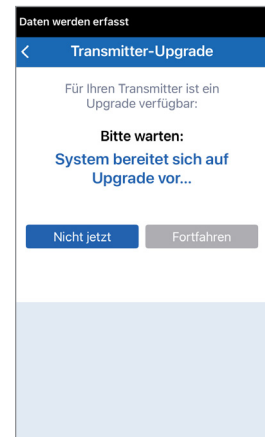 Daten werden erfasst
Transmitter-Upgrade
Für Ihren Transmitter ist ein
Upgrade verfügbar:
Bitte warten:
System bereitet sich auf
Upgrade vor...
Nicht jetzt
Fortfahren